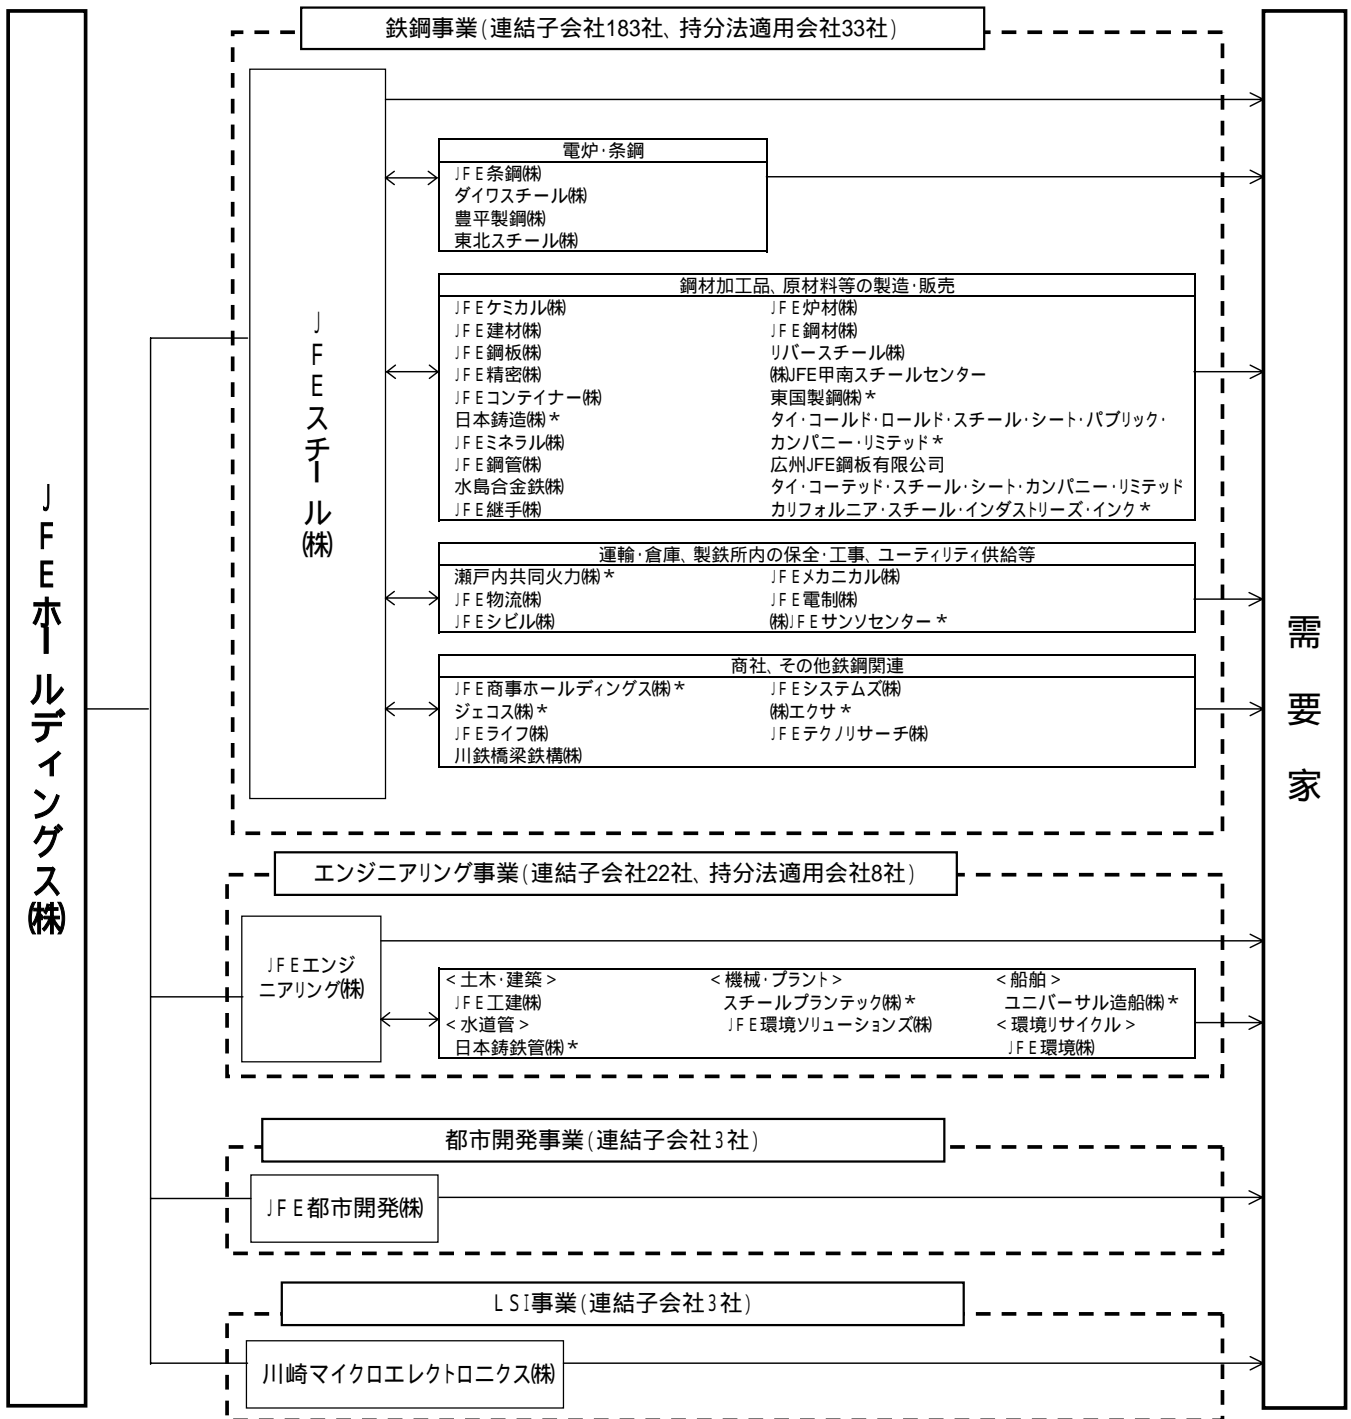 JFEホールディングス㈱
鉄鋼事業(連結子会社183社、持分法適用会社33社)
JFEスチール㈱
電炉・条鋼
JFE条鋼㈱
ダイワスチール㈱
豊平製鋼㈱
東北スチール㈱
鋼材加工品、原材料等の製造・販売
JFEケミカル㈱
JFE建材㈱
JFE鋼板㈱
JFE精密㈱
JFEコンテイナー㈱
日本鋳造㈱*
JFEミネラル㈱
JFE鋼管㈱
水島合金鉄㈱
JFE継手㈱
JFE炉材㈱
JFE鋼材㈱
リバースチール㈱
㈱JFE甲南スチールセンター
東国製鋼㈱*
タイ・コールド・ロールド・スチール・シート・パブリック・
カンパニー・リミテッド*
広州JFE鋼板有限公司
タイ・コーテッド・スチール・シート・カンパニー・リミテッド
カリフォルニア・スチール・インダストリーズ・インク*
運輸・倉庫、製鉄所内の保全・工事、ユーティリティ供給等
瀬戸内共同火力㈱*
JFE物流㈱
JFEシビル㈱
JFEメカニカル㈱
JFE電制㈱
㈱JFEサンソセンター*
商社、その他鉄鋼関連
JFE商事ホールディングス㈱*
ジェコス㈱*
JFEライフ㈱
川鉄橋梁鉄構㈱
JFEシステムズ㈱
㈱エクサ*
JFEテクノリサーチ㈱
エンジニアリング事業(連結子会社22社、持分法適用会社8社)
JFEエンジ
ニアリング㈱
<土木・建築>
JFE工建㈱
<水道管>
日本鋳鉄管㈱*
<機械・プラント>
スチールプランテック㈱*
JFE環境ソリューションズ㈱
<船舶>
ユニバーサル造船㈱*
<環境リサイクル>
JFE環境㈱
都市開発事業(連結子会社3社)
JFE都市開発㈱
LSI事業(連結子会社3社)
川崎マイクロエレクトロニクス㈱
需要家